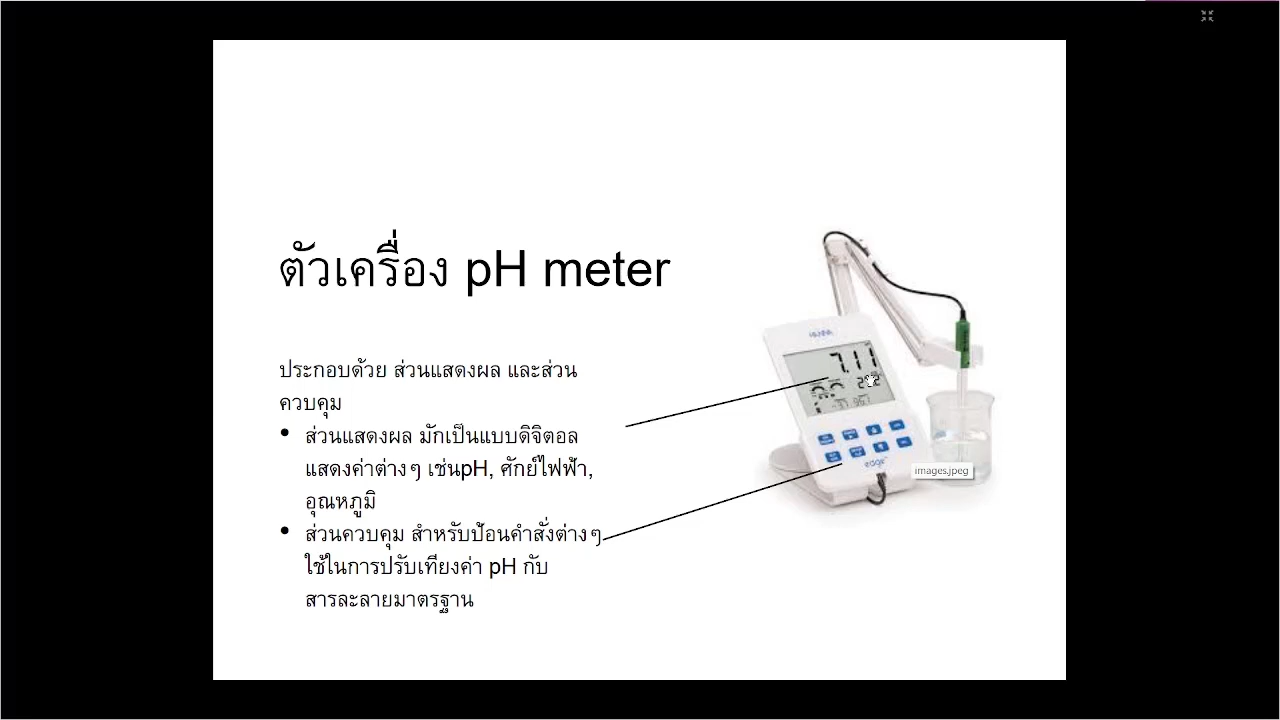 ตัวเครื่อง pH meter
ประกอบด้วย ส่วนแสดงผล และส่วน
ควบคุม
• ส่วนแสดงผล มักเป็นแบบดิจิตอล
แสดงค่าต่างๆ เช่นpH, ศักย์ไฟฟ้า,
อุณหภูมิ
• ส่วนควบคุม สำหรับป้อนคำสั่งต่างๆ
ใช้ในการปรับเทียงค่า pH กับ
สารละลายมาตรฐาน
HANNA
7.11
edge
images.jpeg